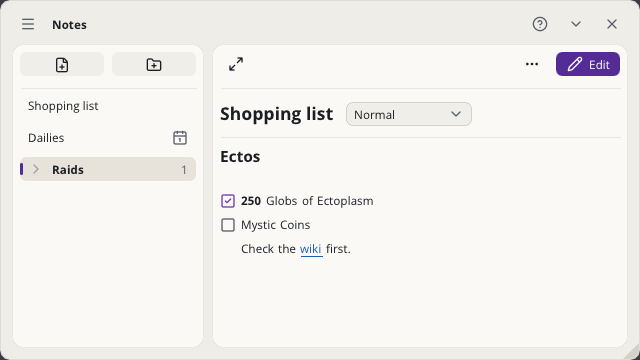 Notes
Edit
Shopping list
Dailies
Raids 1
Shopping list Normal
Ectos
250 Globs of Ectoplasm
Mystic Coins
Check the wiki first.